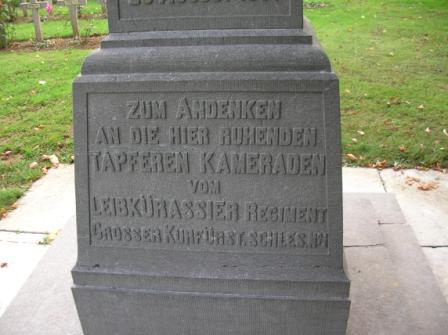 ZUM ANDENKEN
AN DIE HIER RUHENDEN
TAPFEREN KAMERADEN
VOM
LEIBKÜRASSIER REGIMENT
GROSSER KURFÜRST. SCHLES. No1